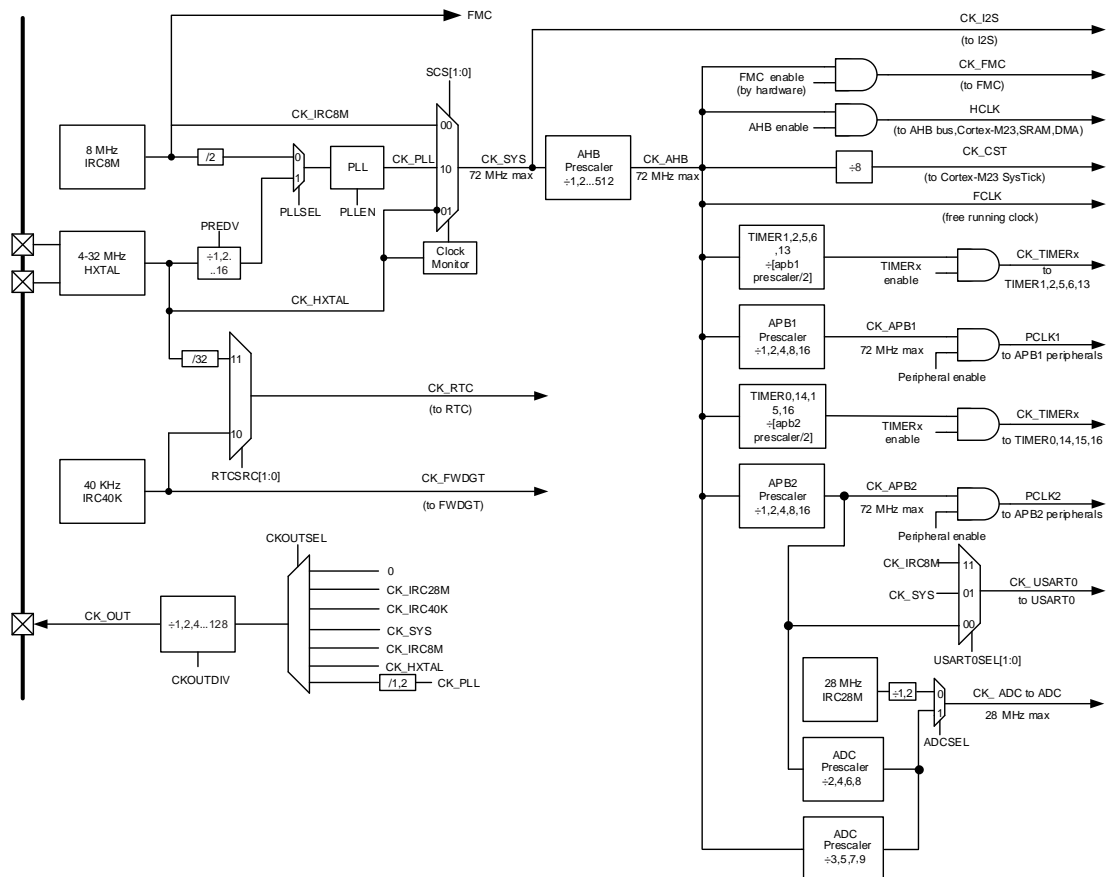 FMC
CK_I2S
(to I2S)
SCS[1:0]
FMC enable
(by hardware)
CK_FMC
(to FMC)
CK_IRC8M
00
HCLK
AHB enable
(to AHB bus,Cortex-M23,SRAM,DMA)
8 MHz
IRC8M
/2
0
1
PLL
CK_PLL
10
CK_SYS
72 MHz max
AHB
Prescaler
÷1,2...512
CK_AHB
72 MHz max
÷8
CK_CST
(to Cortex-M23 SysTick)
PLLSEL
PLLEN
01
FCLK
(free running clock)
PREDV
4-32 MHz
HXTAL
÷1,2.
..16
Clock
Monitor
TIMER1,2,5,6
,13
÷[apb1
prescaler/2]
TIMERx
enable
CK_TIMERx
to
TIMER1,2,5,6,13
CK_HXTAL
APB1
Prescaler
÷1,2,4,8,16
CK_APB1
72 MHz max
PCLK1
to APB1 peripherals
Peripheral enable
/32
11
CK_RTC
(to RTC)
10
RTCSRC[1:0]
TIMER0,14,1
5,16
÷[apb2
prescaler/2]
TIMERx
enable
CK_TIMERx
to TIMER0,14,15,16
40 KHz
IRC40K
CK_FWDGT
(to FWDGT)
APB2
Prescaler
÷1,2,4,8,16
CK_APB2
72 MHz max
PCLK2
to APB2 peripherals
Peripheral enable
CKOUTSEL
0
CK_IRC28M
CK_IRC40K
CK_SYS
CK_IRC8M
CK_HXTAL
/1,2
CK_PLL
CK_OUT
÷1,2,4...128
CKOUTDIV
CK_IRC8M
11
CK_SYS
01
00
CK_USART0
to USART0
USART0SEL[1:0]
28 MHz
IRC28M
÷1,2
0
1
CK_ ADC to ADC
28 MHz max
ADCSEL
ADC
Prescaler
÷2,4,6,8
ADC
Prescaler
÷3,5,7,9